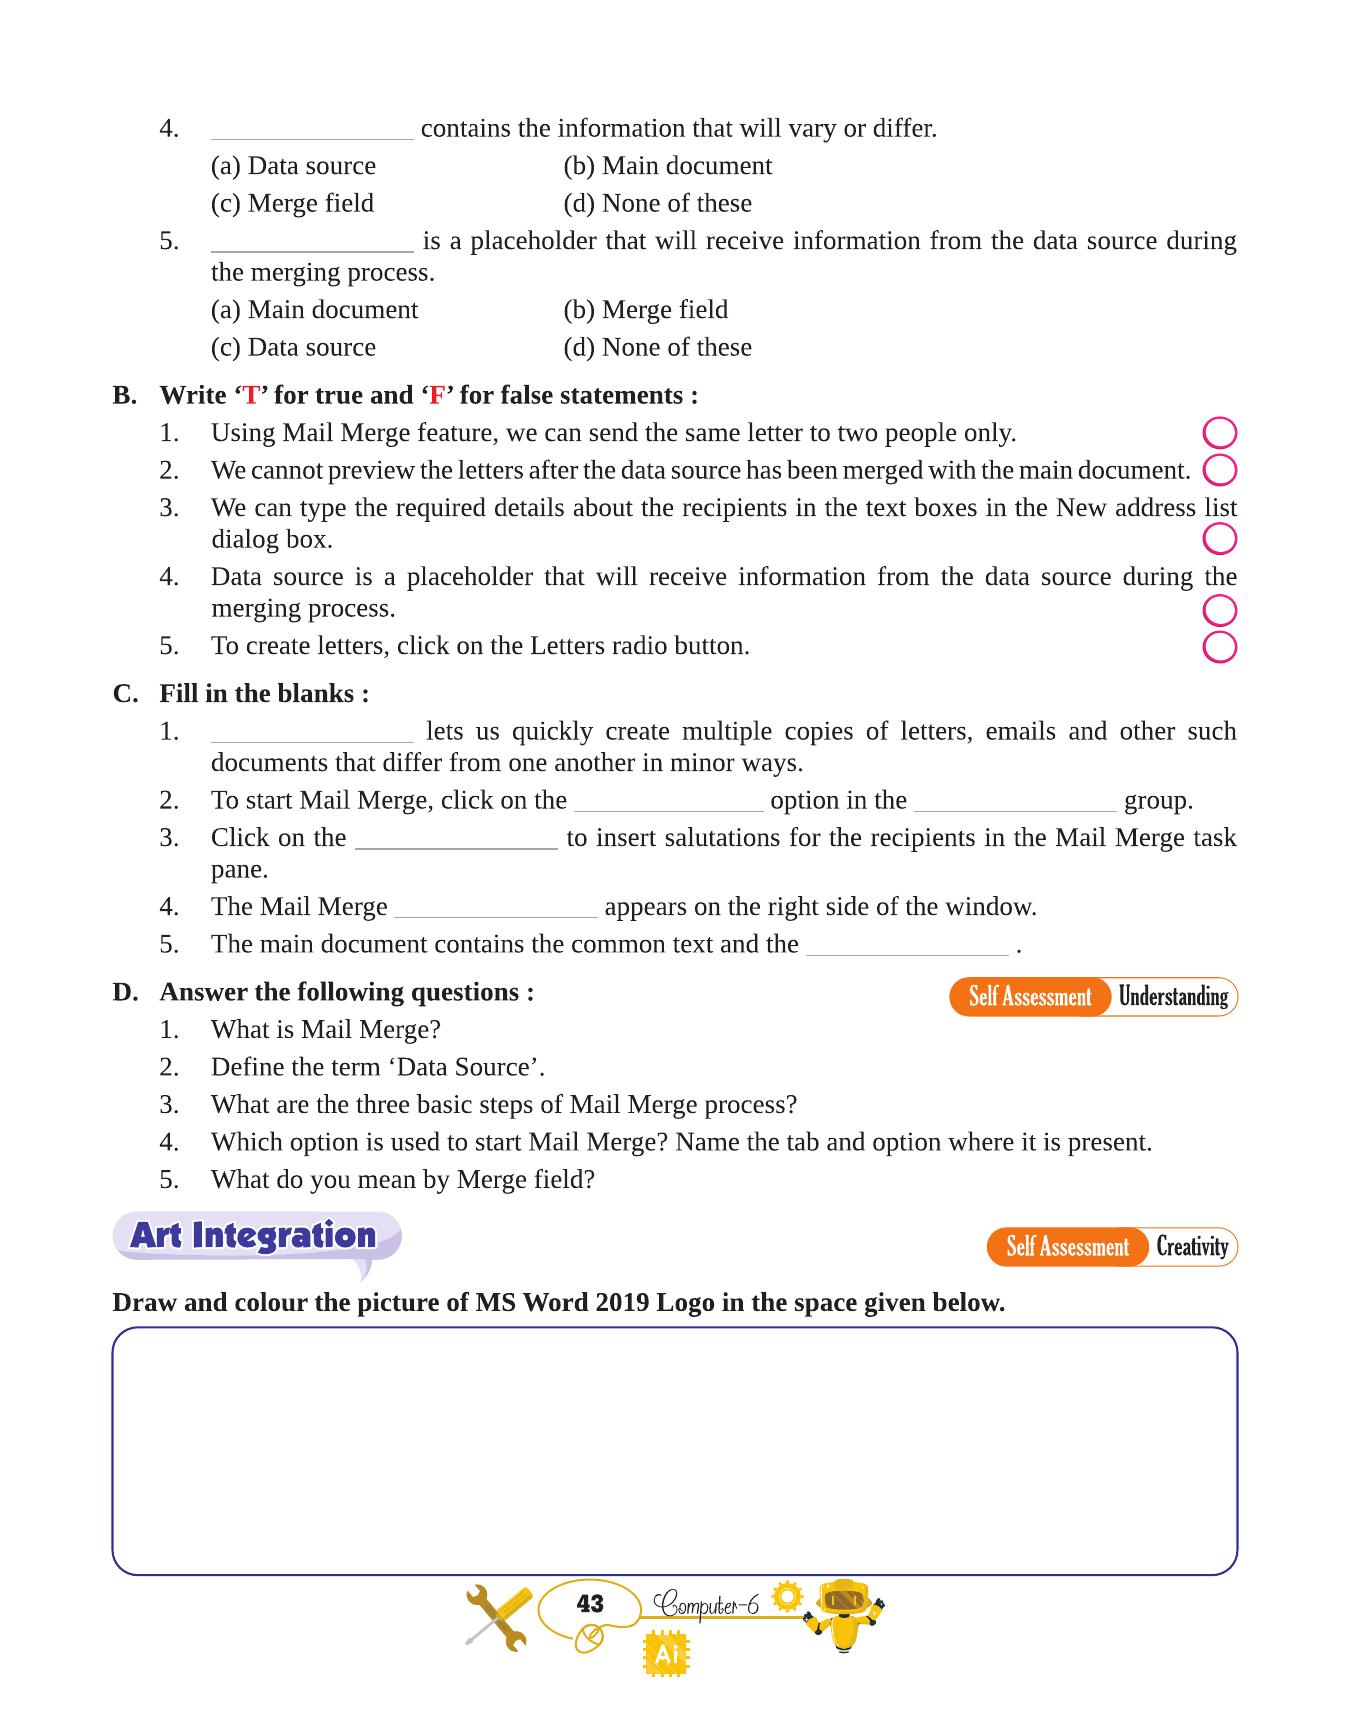 4. _______________ contains the information that will vary or differ.
(a) Data source (b) Main document
(c) Merge field (d) None of these
5. _______________ is a placeholder that will receive information from the data source during
the merging process.
(a) Main document (b) Merge field
(c) Data source (d) None of these
B. Write ‘T’ for true and ‘F’ for false statements :
1. Using Mail Merge feature, we can send the same letter to two people only.
2. We cannot preview the letters after the data source has been merged with the main document.
3. We can type the required details about the recipients in the text boxes in the New address list
dialog box.
4. Data source is a placeholder that will receive information from the data source during the
merging process.
5. To create letters, click on the Letters radio button.
C. Fill in the blanks :
1. _______________ lets us quickly create multiple copies of letters, emails and other such
documents that differ from one another in minor ways.
2. To start Mail Merge, click on the ______________ option in the _______________ group.
3. Click on the _______________ to insert salutations for the recipients in the Mail Merge task
pane.
4. The Mail Merge _______________ appears on the right side of the window.
5. The main document contains the common text and the _______________ .
D. Answer the following questions : Self Assessment Understanding
1. What is Mail Merge?
2. Define the term ‘Data Source’.
3. What are the three basic steps of Mail Merge process?
4. Which option is used to start Mail Merge? Name the tab and option where it is present.
5. What do you mean by Merge field?
Art Integration Self Assessment Creativity
Draw and colour the picture of MS Word 2019 Logo in the space given below.
43 Computer-6
Ai